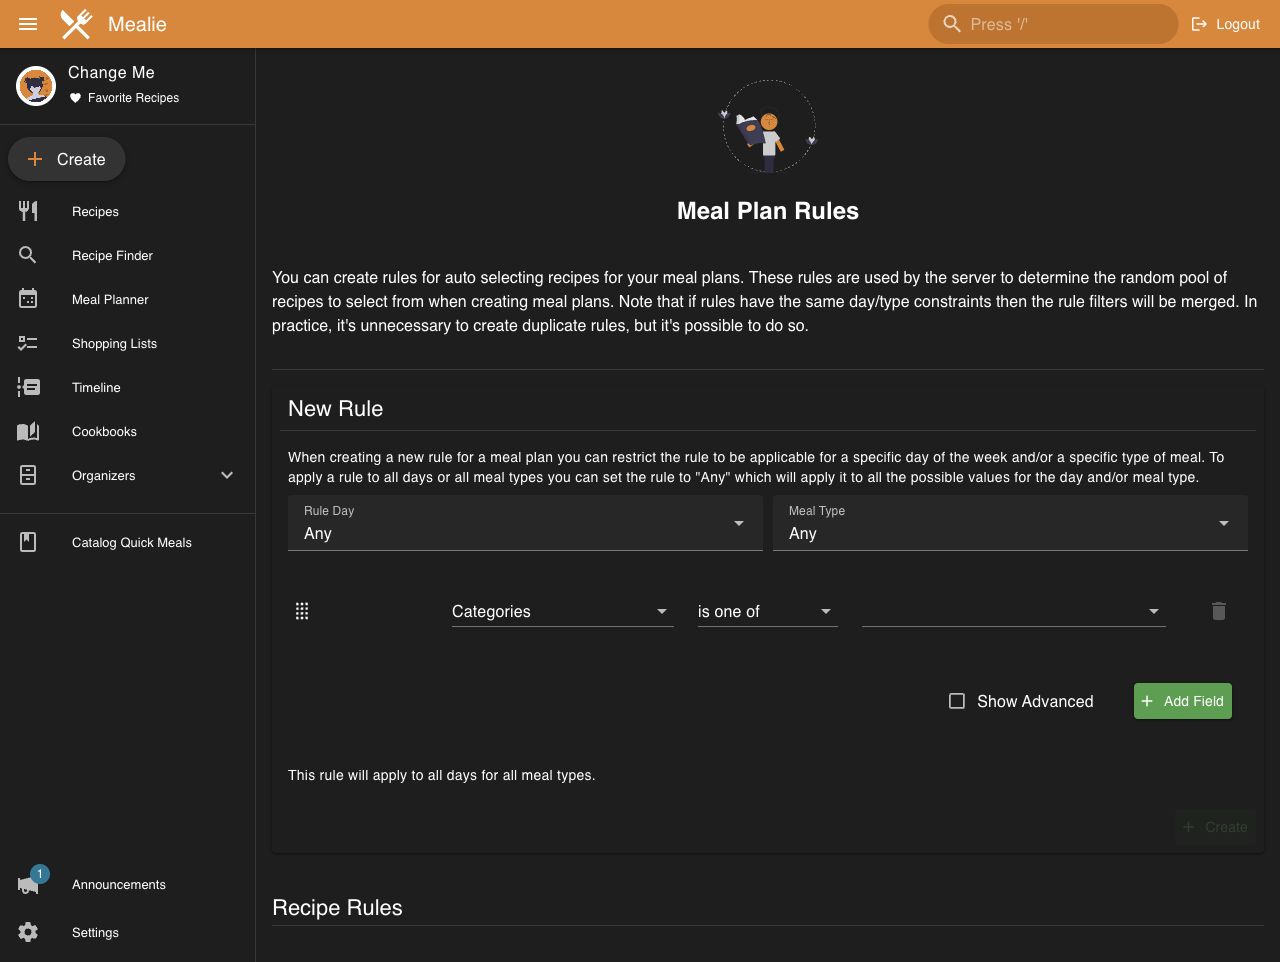 Mealie
Press '/'
Logout
Change Me
Favorite Recipes
Create
Recipes
Recipe Finder
Meal Planner
Shopping Lists
Timeline
Cookbooks
Organizers
Catalog Quick Meals
1
Announcements
Settings
Meal Plan Rules
You can create rules for auto selecting recipes for your meal plans. These rules are used by the server to determine the random pool of
recipes to select from when creating meal plans. Note that if rules have the same day/type constraints then the rule filters will be merged. In
practice, it's unnecessary to create duplicate rules, but it's possible to do so.
New Rule
When creating a new rule for a meal plan you can restrict the rule to be applicable for a specific day of the week and/or a specific type of meal. To
apply a rule to all days or all meal types you can set the rule to "Any" which will apply it to all the possible values for the day and/or meal type.
Rule Day
Any
Meal Type
Any
Categories
is one of
Show Advanced
Add Field
This rule will apply to all days for all meal types.
Create
Recipe Rules